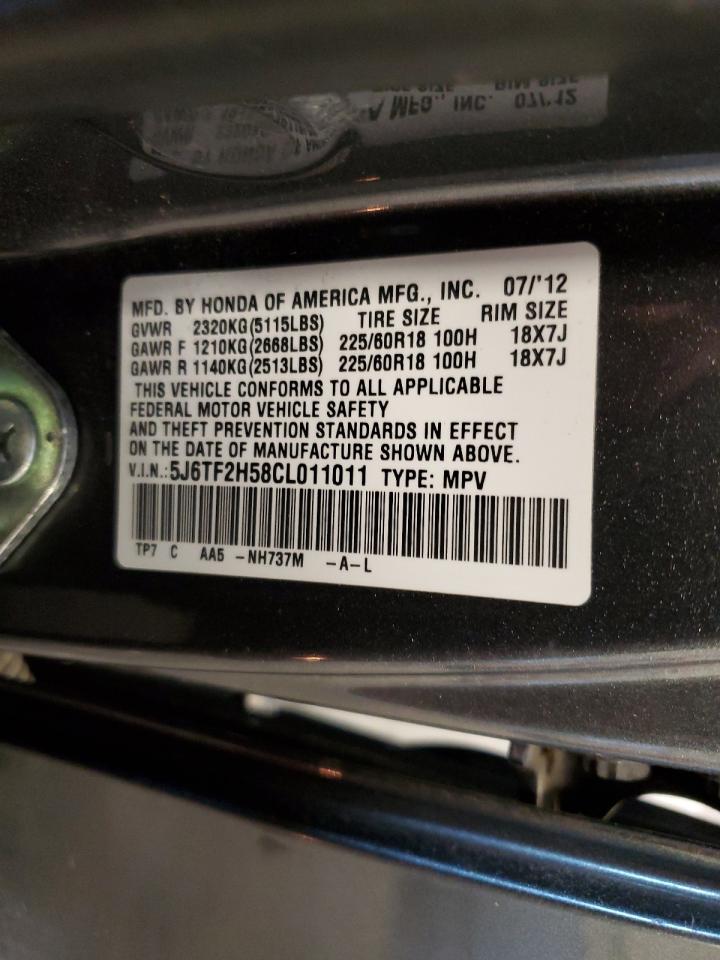 MFD. BY HONDA OF AMERICA MFG., INC. 07/'12
GVWR 2320KG(5115LBS) TIRE SIZE RIM SIZE
GAWR F 1210KG(2668LBS) 225/60R18 100H 18X7J
GAWR R 1140KG(2513LBS) 225/60R18 100H 18X7J
THIS VEHICLE CONFORMS TO ALL APPLICABLE
FEDERAL MOTOR VEHICLE SAFETY
AND THEFT PREVENTION STANDARDS IN EFFECT
ON THE DATE OF MANUFACTURE SHOWN ABOVE.
V.I.N.:5J6TF2H58CL011011 TYPE: MPV
TP7 C AA5 -NH737M -A-L